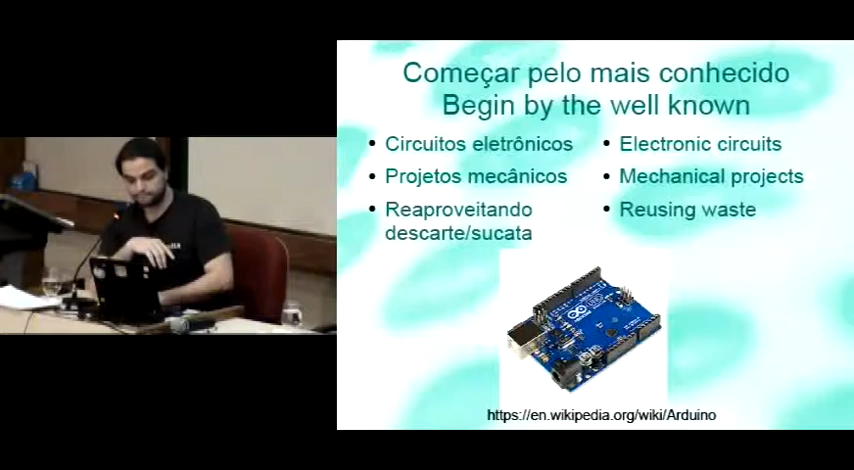 Começar pelo mais conhecido
Begin by the well known
• Circuitos eletrônicos
• Projetos mecânicos
• Reaproveitando
descarte/sucata
• Electronic circuits
• Mechanical projects
• Reusing waste
https://en.wikipedia.org/wiki/Arduino